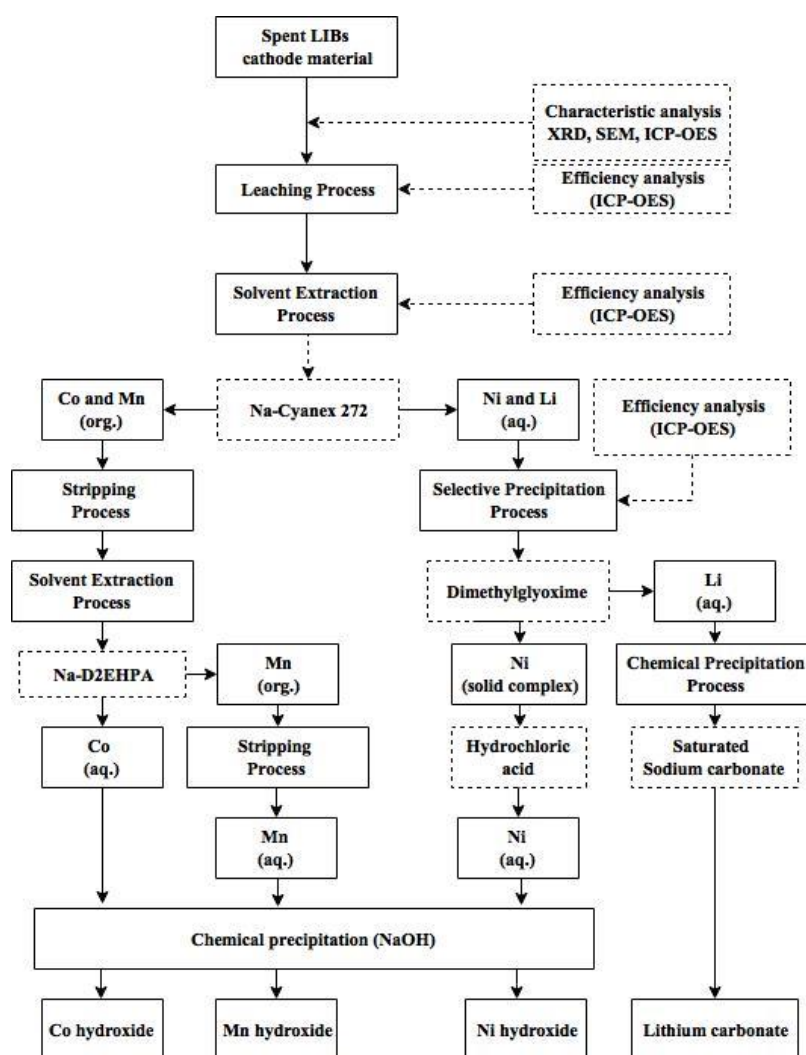 Spent LIBs
cathode material
Characteristic analysis
XRD, SEM, ICP-OES
Leaching Process
Efficiency analysis
(ICP-OES)
Solvent Extraction
Process
Efficiency analysis
(ICP-OES)
Co and Mn
(org.)
Na-Cyanex 272
Ni and Li
(aq.)
Efficiency analysis
(ICP-OES)
Stripping
Process
Selective Precipitation
Process
Solvent Extraction
Process
Dimethylglyoxime
Li
(aq.)
Na-D2EHPA
Mn
(org.)
Ni
(solid complex)
Chemical Precipitation
Process
Co
(aq.)
Stripping
Process
Hydrochloric
acid
Saturated
Sodium carbonate
Mn
(aq.)
Ni
(aq.)
Chemical precipitation (NaOH)
Co hydroxide
Mn hydroxide
Ni hydroxide
Lithium carbonate